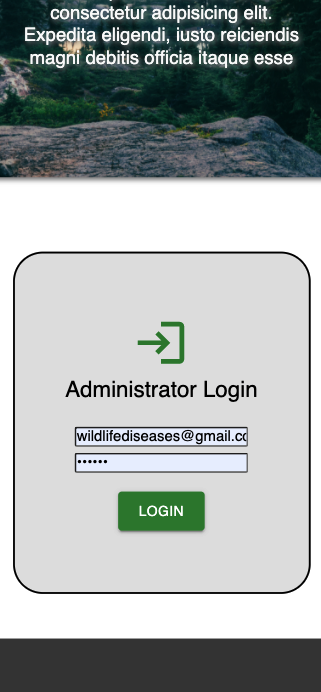 consectetur adipisicing elit.
Expedita eligendi, iusto reiciendis
magni debitis officia itaque esse
Administrator Login
wildlifediseases@gmail.co
••••••
LOGIN